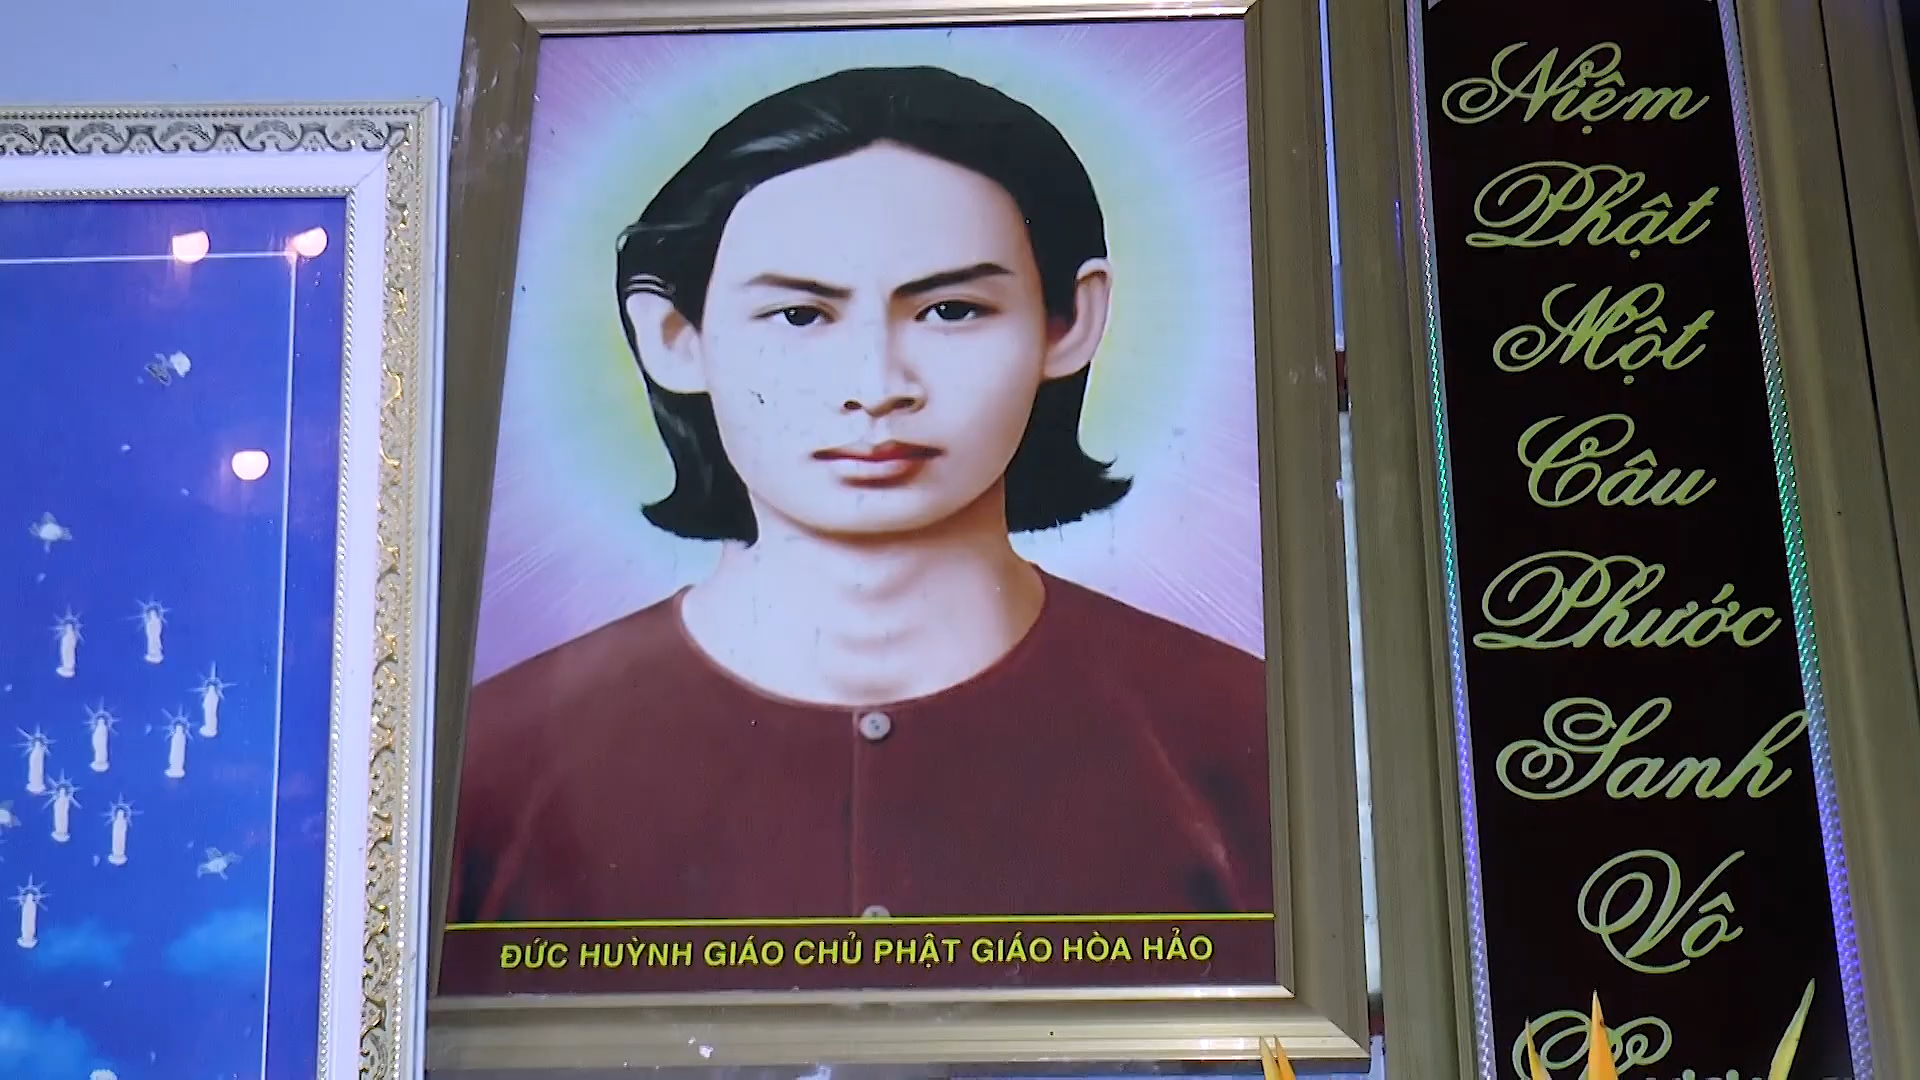 ĐỨC HUỲNH GIÁO CHỦ PHẬT GIÁO HÒA HẢO
Niệm
Phật
Một
Câu
Phước
Sanh
Vô